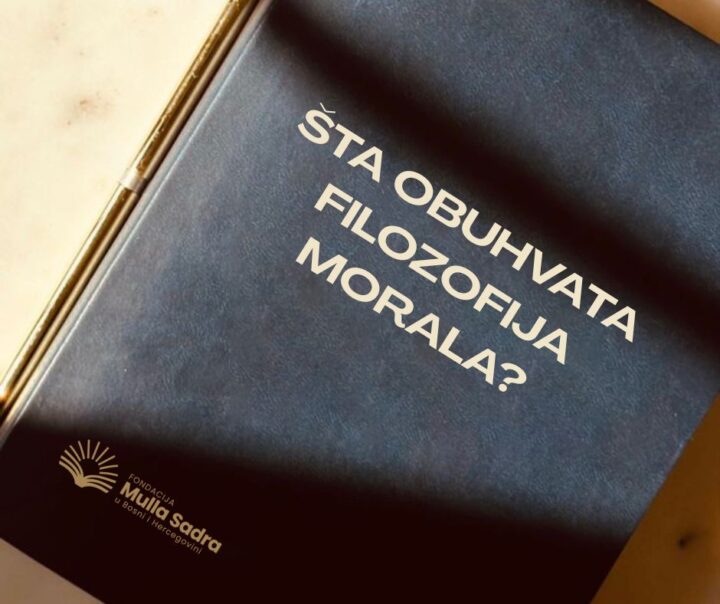 ŠTA OBUHVATA
FILOZOFIJA
MORALA?
FONDACIJA
Mulla Sadra
u Bosni i Hercegovini